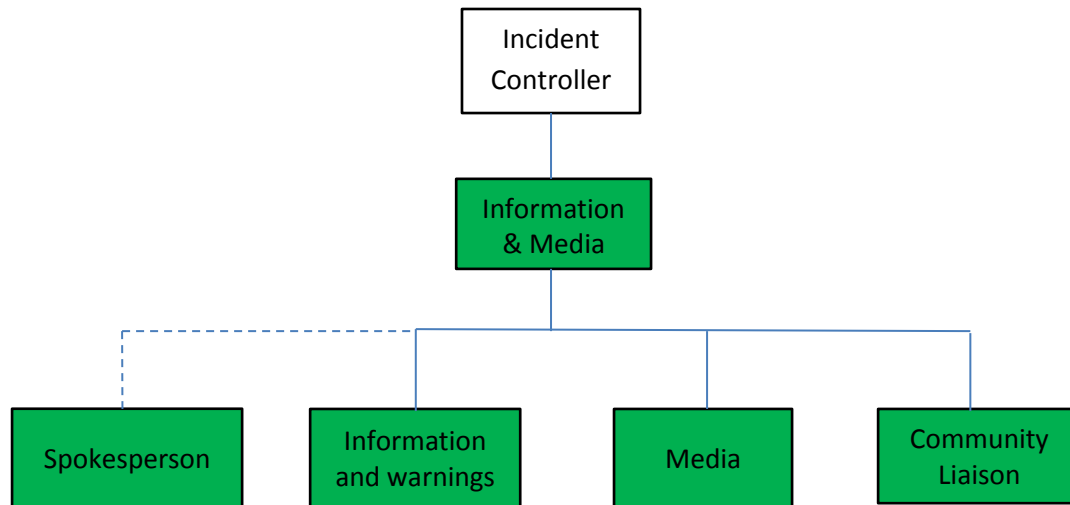 Incident
Controller
Information
& Media
Spokesperson
Information
and warnings
Media
Community
Liaison